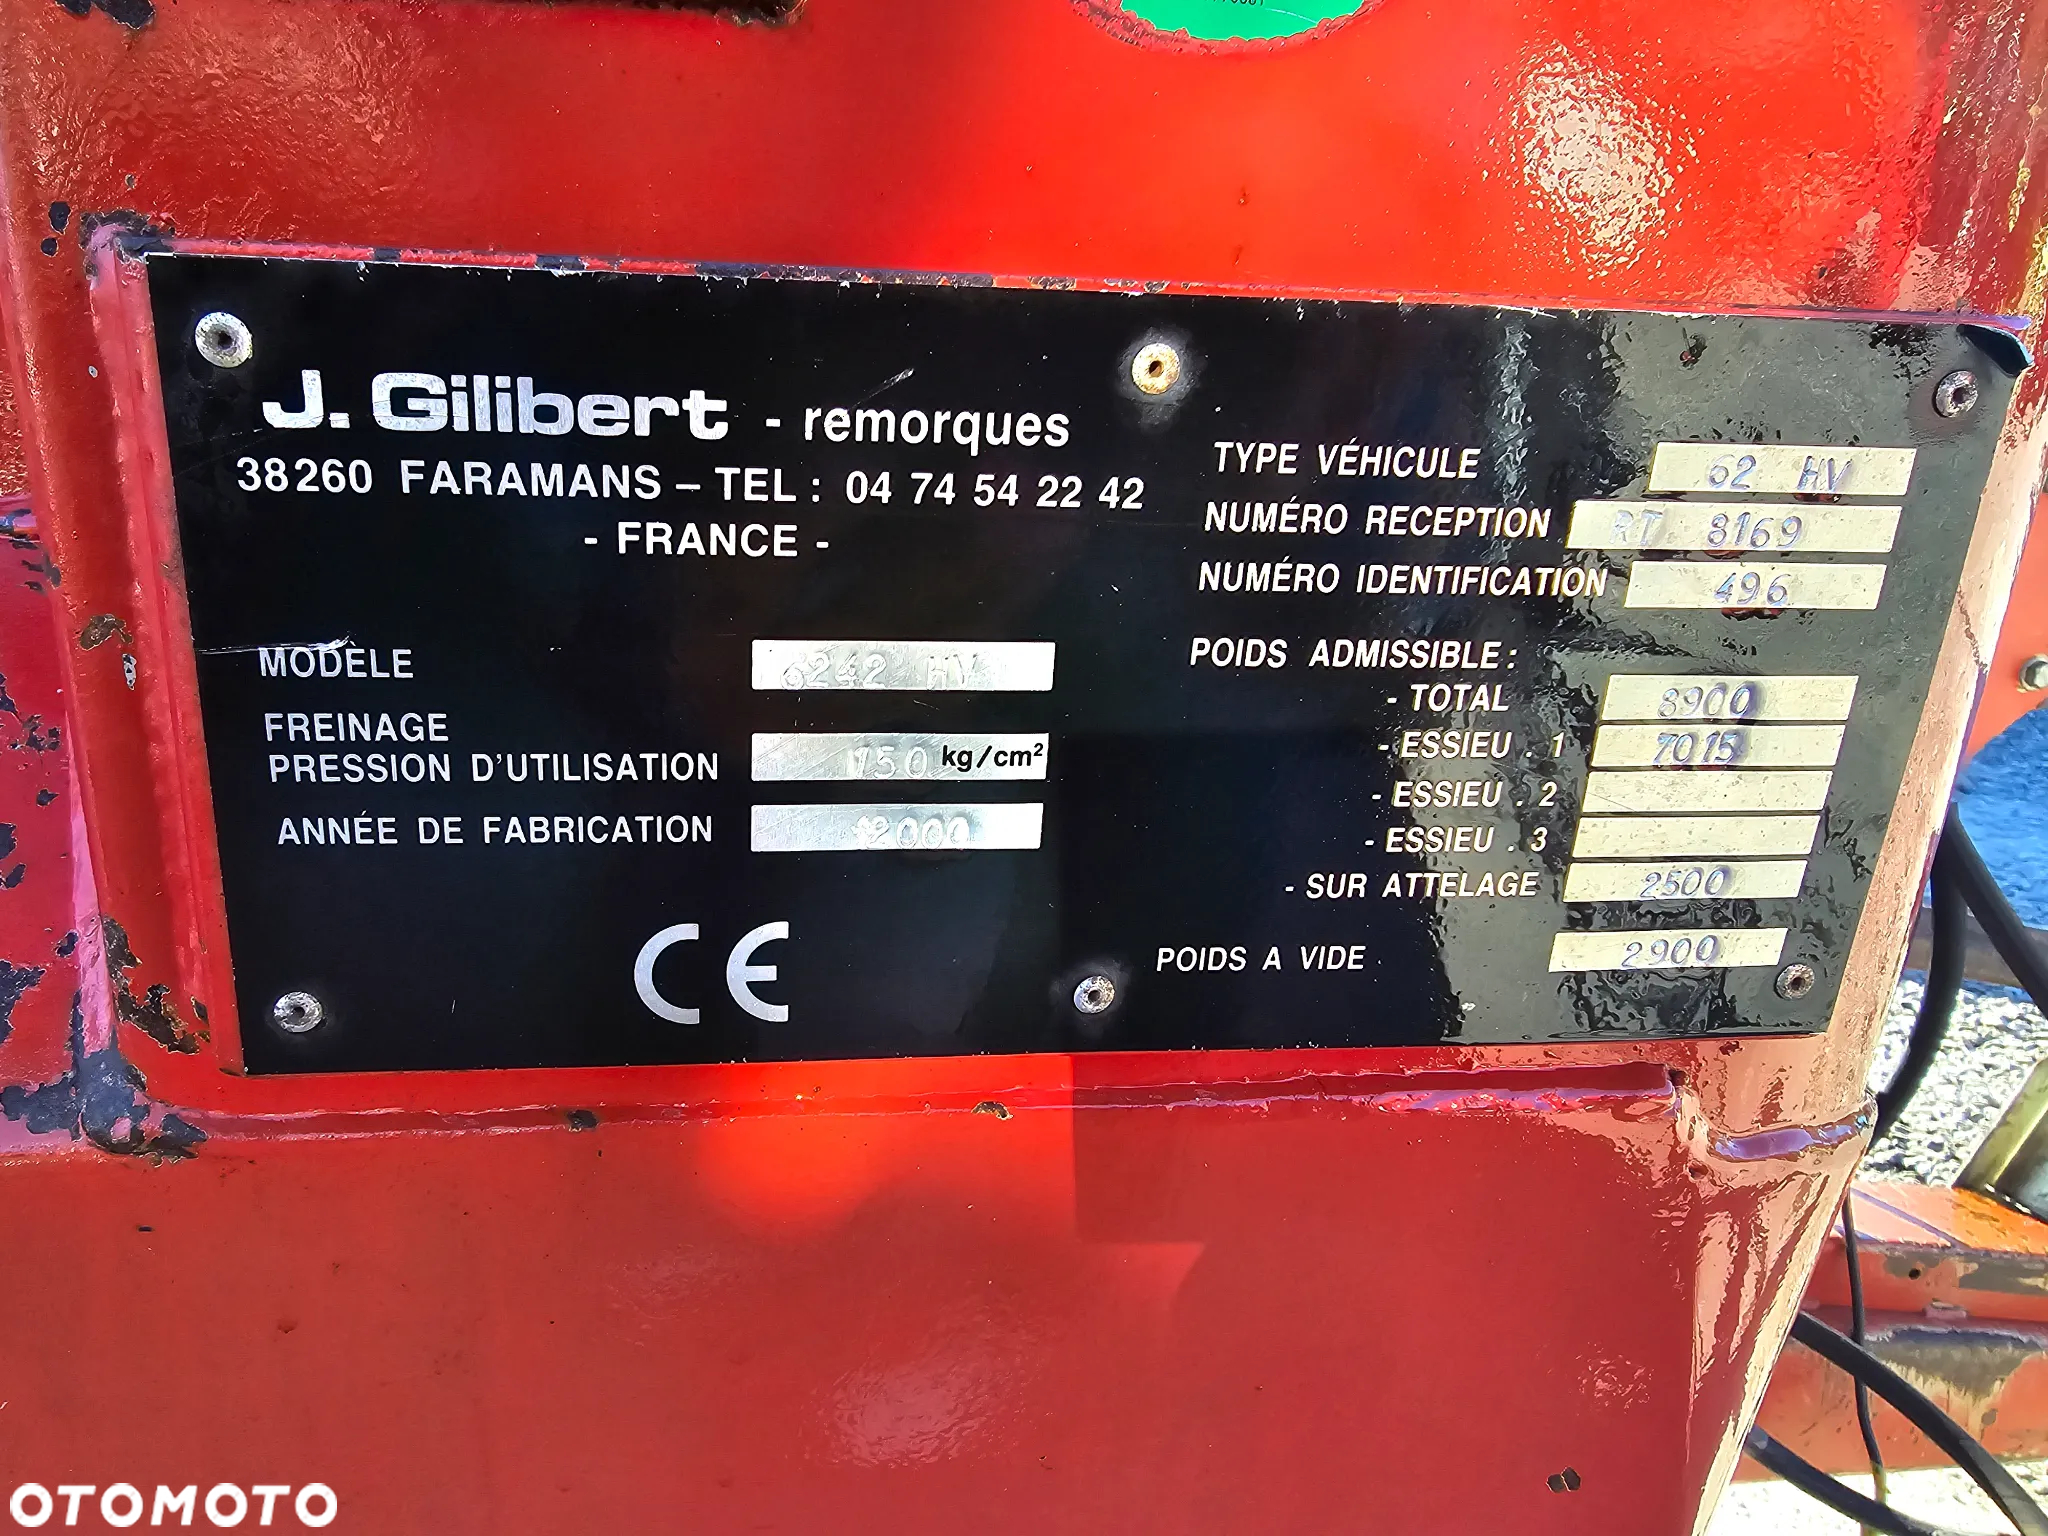 J. Gilibert - remorques
38260 FARAMANS – TEL : 04 74 54 22 42
- FRANCE -
MODÈLE 6242 HV
FREINAGE
PRESSION D'UTILISATION 150 kg/cm²
ANNÉE DE FABRICATION 2000
CE
TYPE VÉHICULE 62 HV
NUMÉRO RECEPTION RT 8169
NUMÉRO IDENTIFICATION 496
POIDS ADMISSIBLE :
- TOTAL 8900
- ESSIEU . 1 7015
- ESSIEU . 2
- ESSIEU . 3
- SUR ATTELAGE 2500
POIDS A VIDE 2900
OTOMOTO